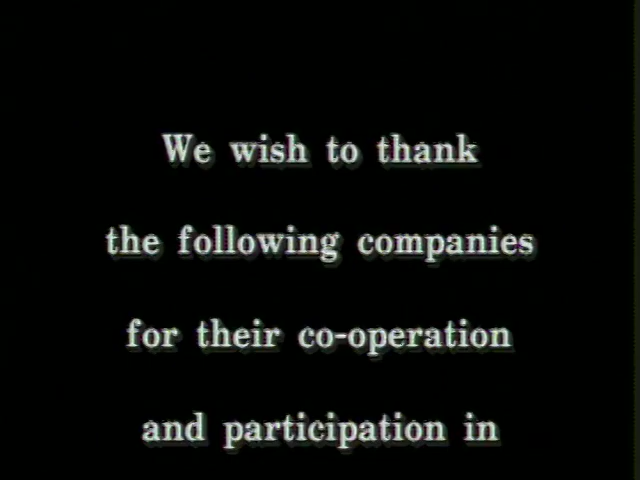 We wish to thank
the following companies
for their co-operation
and participation in